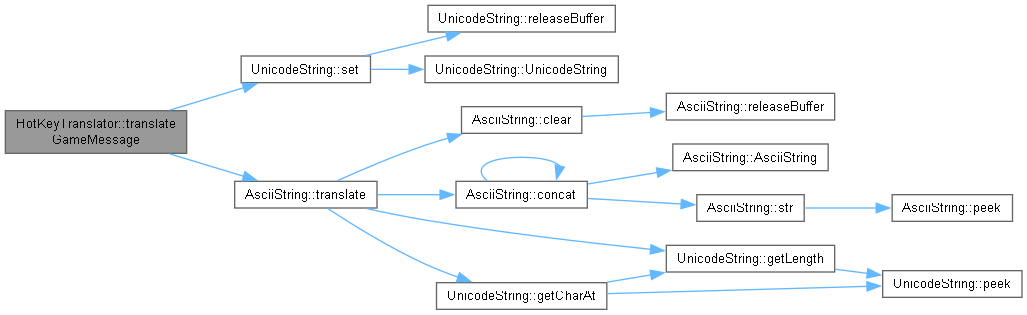 UnicodeString::releaseBuffer
UnicodeString::set
UnicodeString::UnicodeString
HotKeyTranslator::translate
GameMessage
AsciiString::clear
AsciiString::releaseBuffer
AsciiString::AsciiString
AsciiString::translate
AsciiString::concat
AsciiString::str
AsciiString::peek
UnicodeString::getLength
UnicodeString::getCharAt
UnicodeString::peek